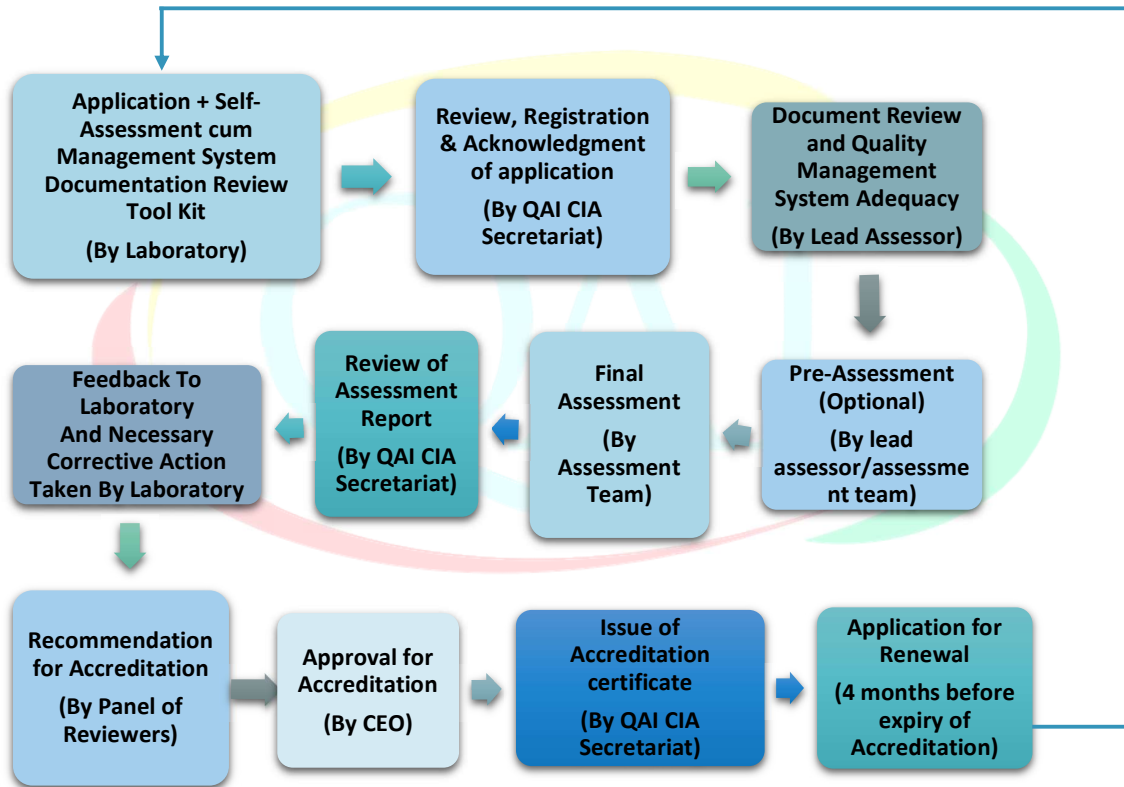 Application + Self-
Assessment cum
Management System
Documentation Review
Tool Kit
(By Laboratory)
Review, Registration
& Acknowledgment
of application
(By QAI CIA
Secretariat)
Document Review
and Quality
Management
System Adequacy
(By Lead Assessor)
Pre-Assessment
(Optional)
(By lead
assessor/assessme
nt team)
Final
Assessment
(By
Assessment
Team)
Review of
Assessment
Report
(By QAI CIA
Secretariat)
Feedback To
Laboratory
And Necessary
Corrective Action
Taken By Laboratory
Recommendation
for Accreditation
(By Panel of
Reviewers)
Approval for
Accreditation
(By CEO)
Issue of
Accreditation
certificate
(By QAI CIA
Secretariat)
Application for
Renewal
(4 months before
expiry of
Accreditation)